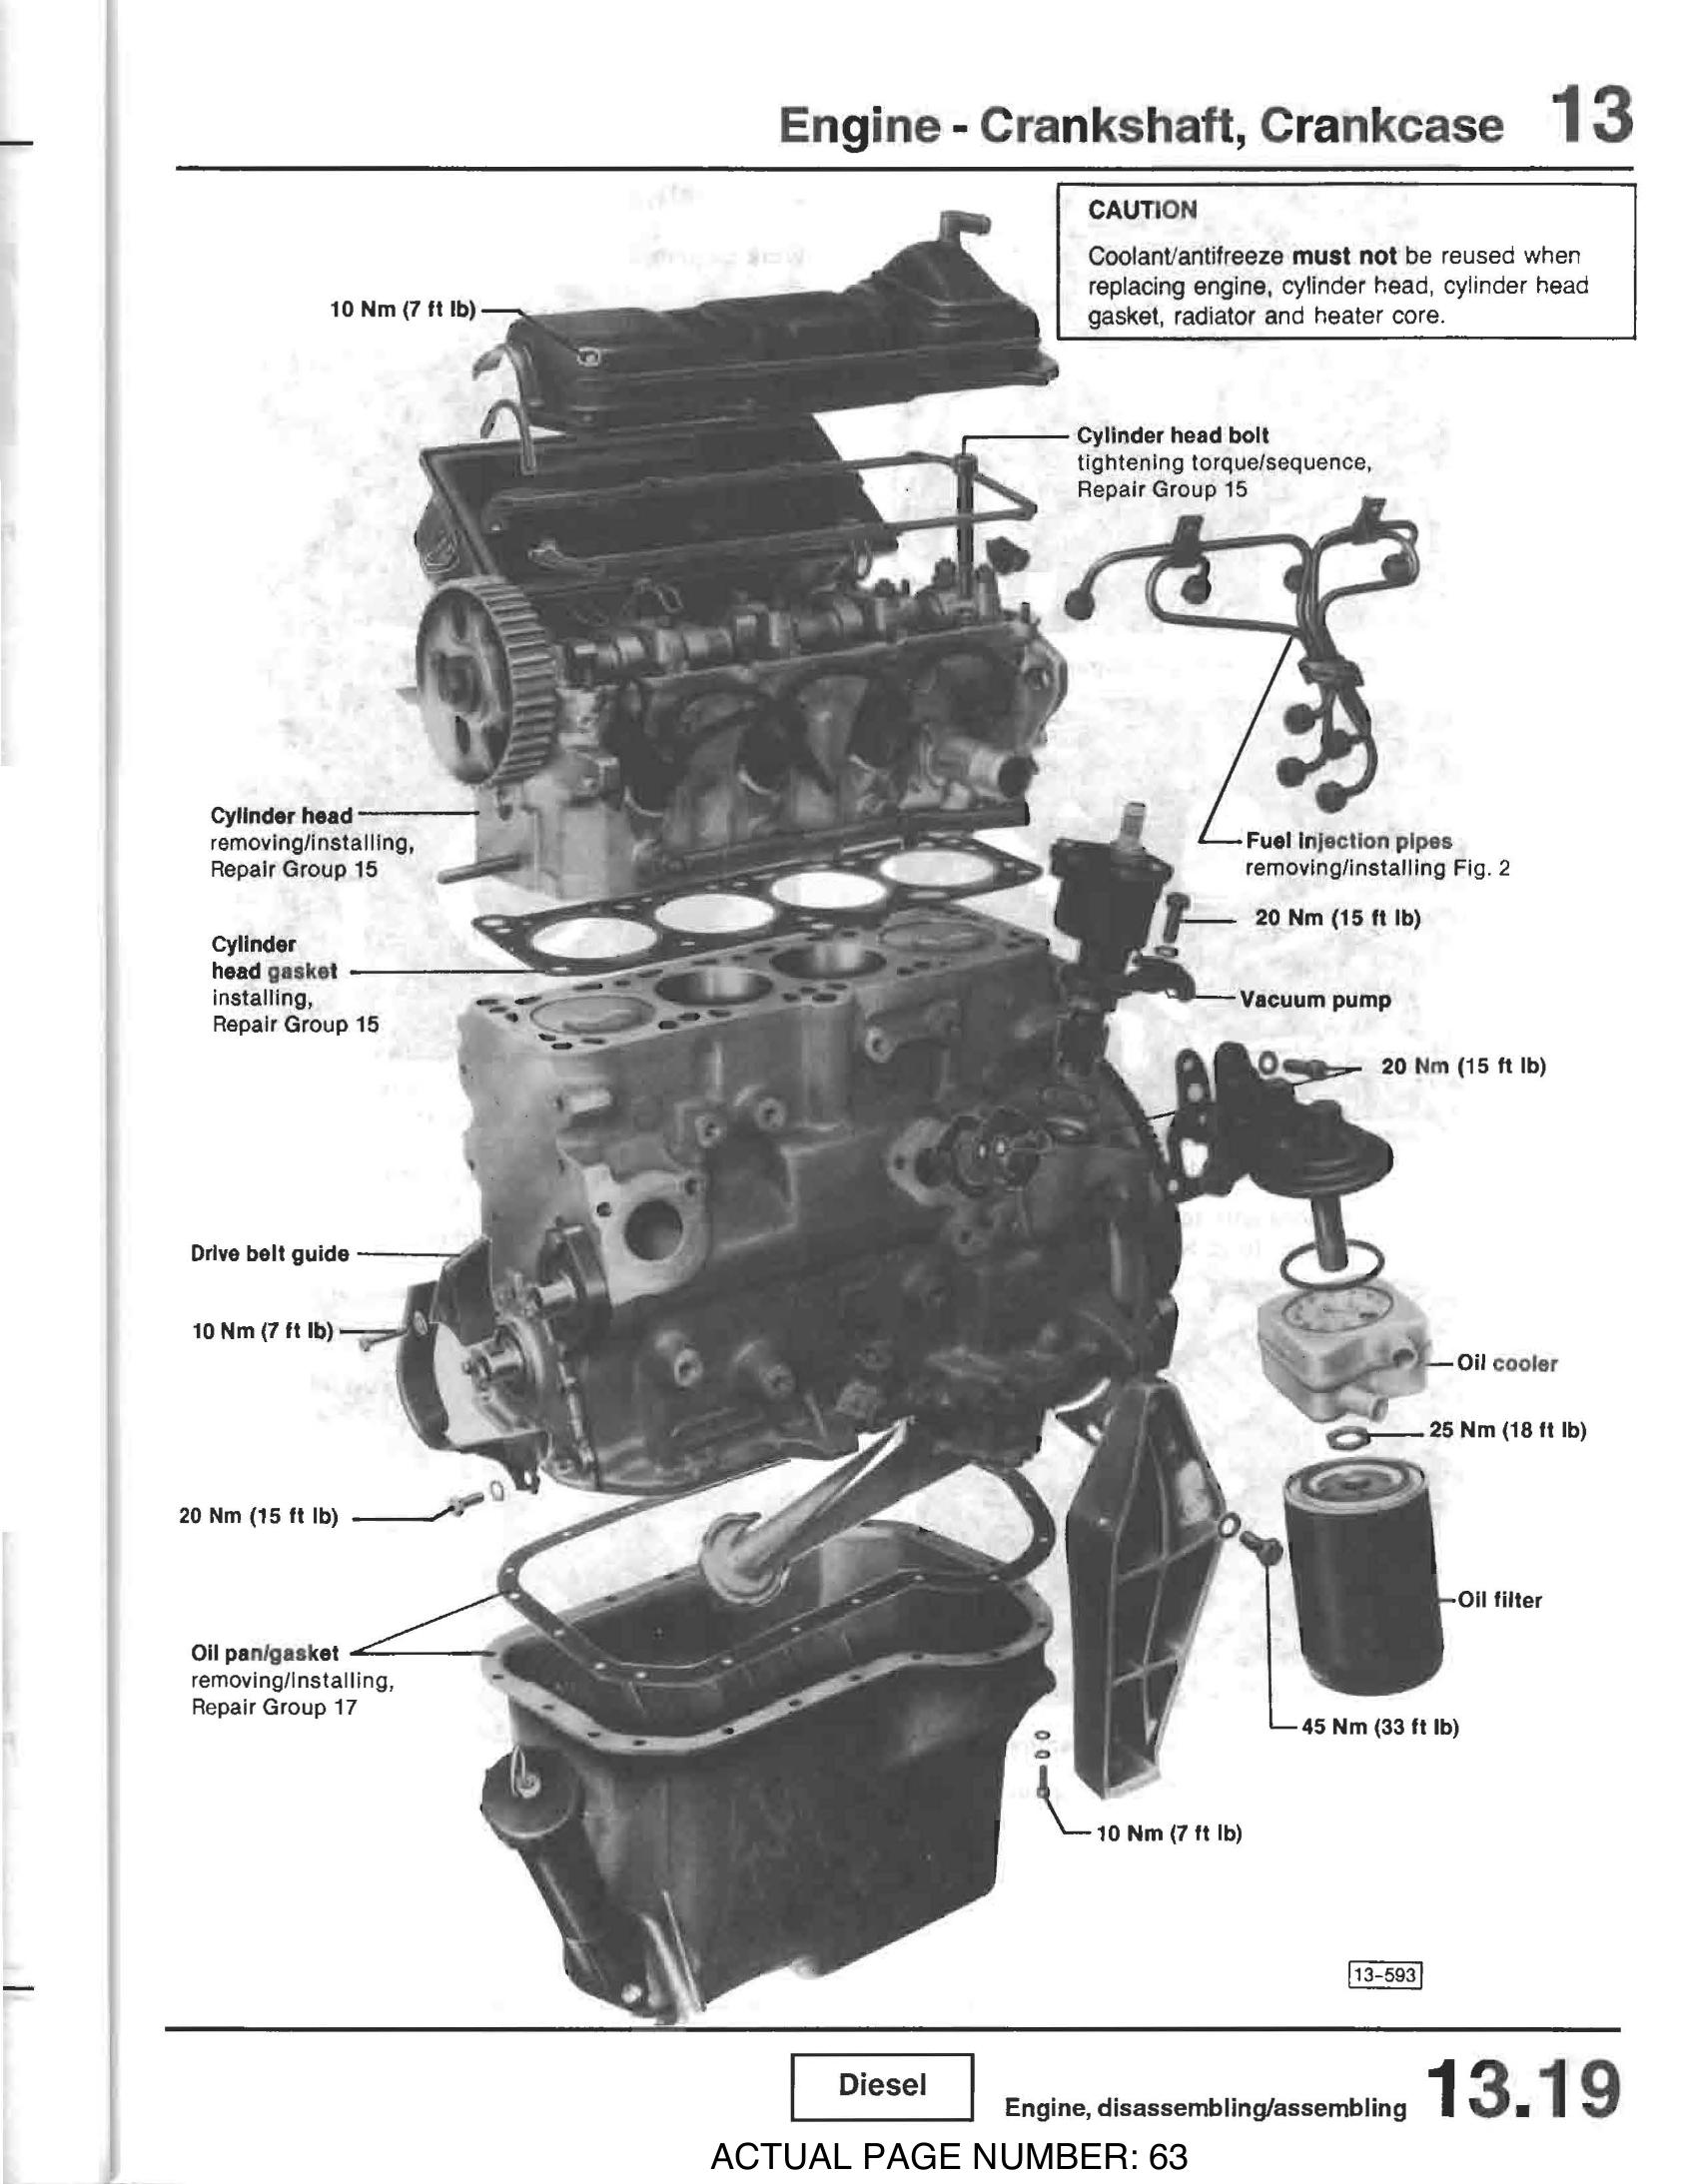 Engine - Crankshaft, Crankcase 13
CAUTION
Coolant/antifreeze must not be reused when
replacing engine, cylinder head, cylinder head
gasket, radiator and heater core.
10 Nm (7 ft lb)
Cylinder head bolt
tightening torque/sequence,
Repair Group 15
Cylinder head
removing/installing,
Repair Group 15
Fuel injection pipes
removing/installing Fig. 2
20 Nm (15 ft lb)
Cylinder
head gasket
installing,
Repair Group 15
Vacuum pump
20 Nm (15 ft lb)
Drive belt guide
10 Nm (7 ft lb)
Oil cooler
25 Nm (18 ft lb)
20 Nm (15 ft lb)
Oil filter
Oil pan/gasket
removing/installing,
Repair Group 17
45 Nm (33 ft lb)
10 Nm (7 ft lb)
13-593
Diesel
Engine, disassembling/assembling 13.19
ACTUAL PAGE NUMBER: 63